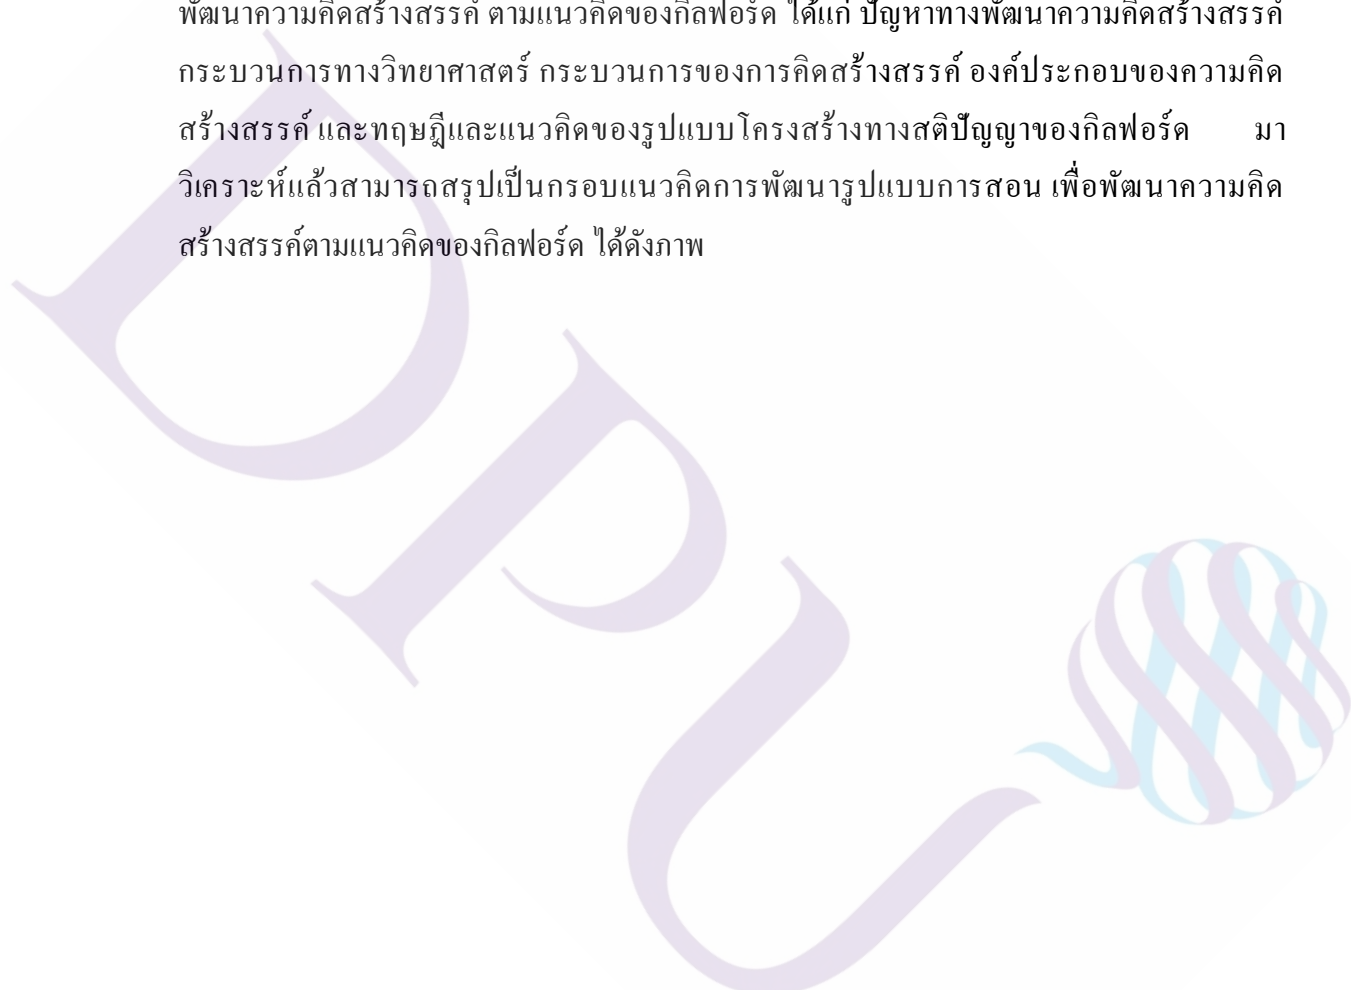 พัฒนาความคิดสร้างสรรค์ ตามแนวคิดของกิลฟอร์ด ได้แก่ ปัญหาทางพัฒนาความคิดสร้างสรรค์
กระบวนการทางวิทยาศาสตร์ กระบวนการของการคิดสร้างสรรค์ องค์ประกอบของความคิด
สร้างสรรค์ และทฤษฎีและแนวคิดของรูปแบบโครงสร้างทางสติปัญญาของกิลฟอร์ด มา
วิเคราะห์แล้วสามารถสรุปเป็นกรอบแนวคิดการพัฒนารูปแบบการสอน เพื่อพัฒนาความคิด
สร้างสรรค์ตามแนวคิดของกิลฟอร์ด ได้ดังภาพ
DPU